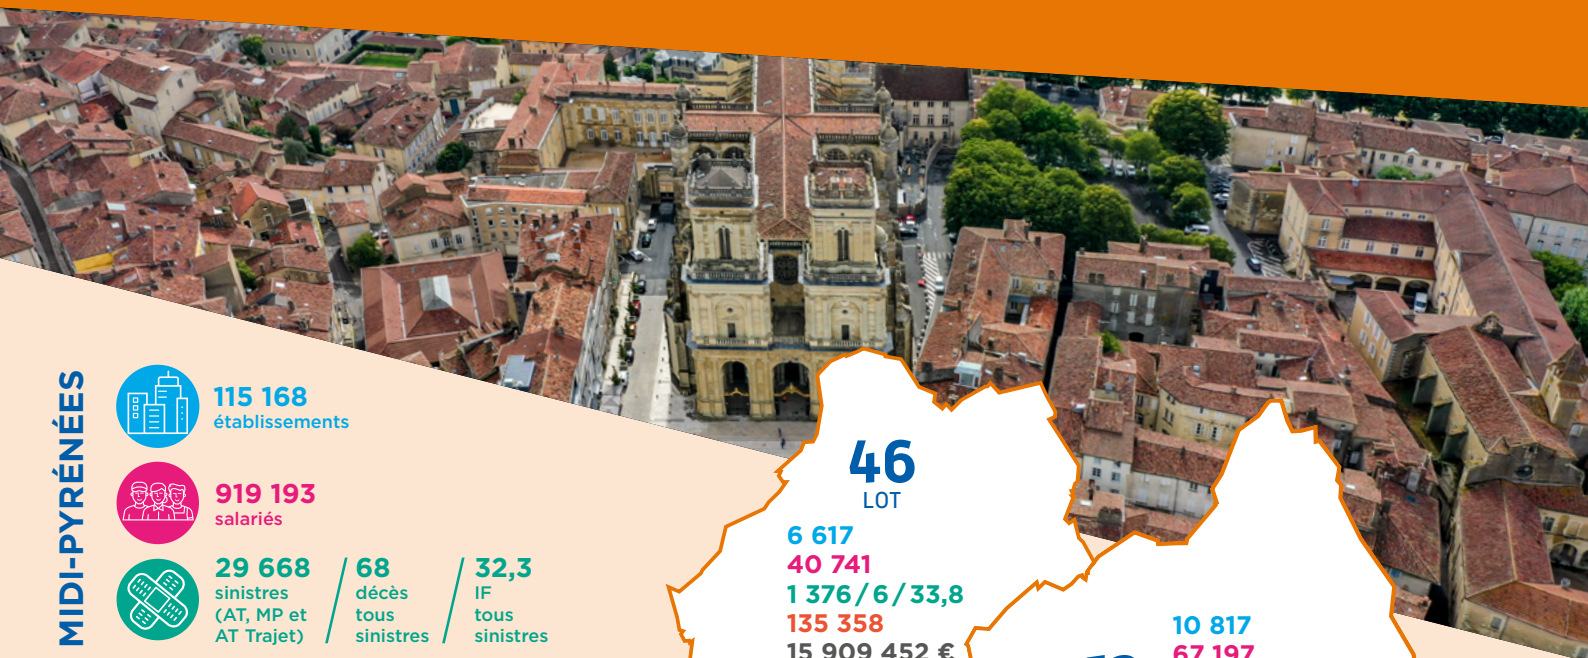 MIDI-PYRÉNÉES
115 168
établissements
919 193
salariés
29 668
sinistres
(AT, MP et
AT Trajet)
68
décès
tous
sinistres
32,3
IF
tous
sinistres
46
LOT
6 617
40 741
1 376 / 6 / 33,8
135 358
15 909 452 €
10 817
67 197